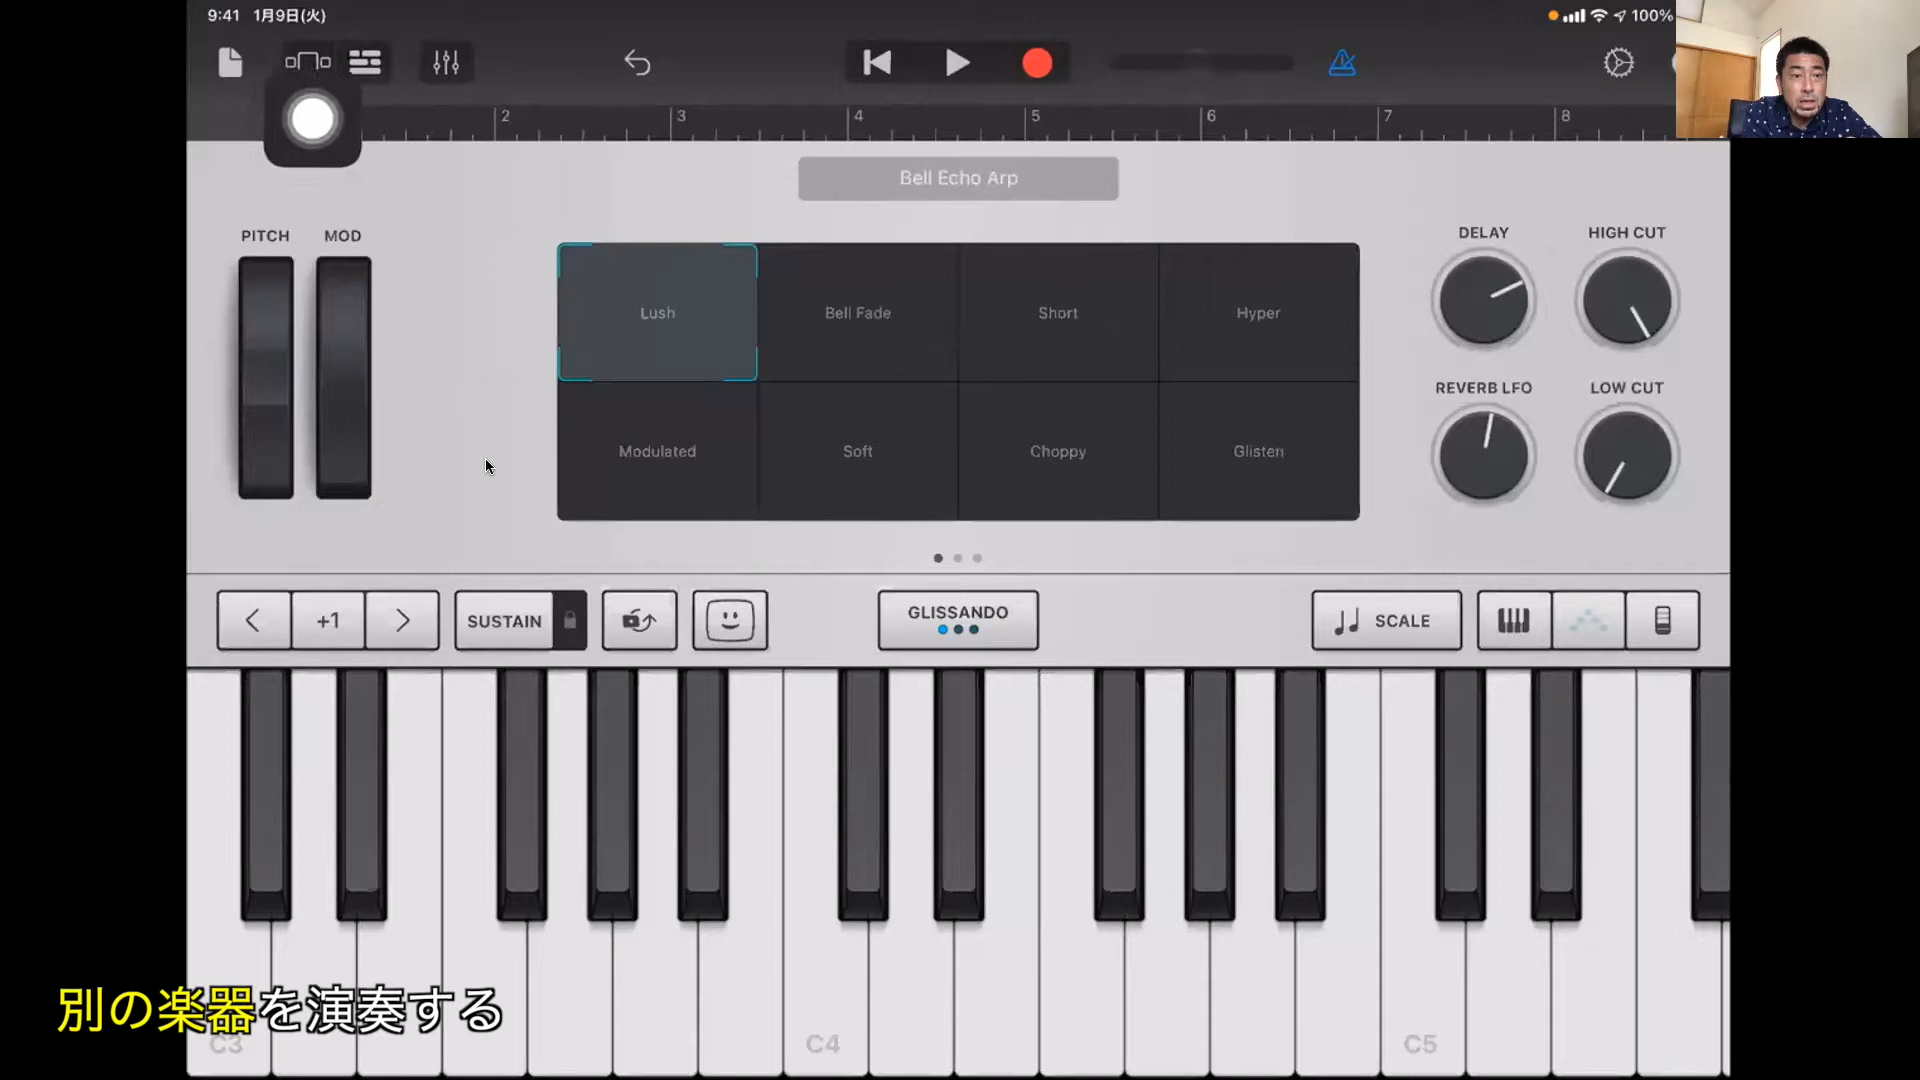 9:41 1月9日(火)
100%
2 3 4 5 6 7 8
Bell Echo Arp
PITCH MOD
DELAY HIGH CUT
Lush Bell Fade Short Hyper
REVERB LFO LOW CUT
Modulated Soft Choppy Glisten
+1 SUSTAIN GLISSANDO SCALE
別の楽器を演奏する
C3 C4 C5